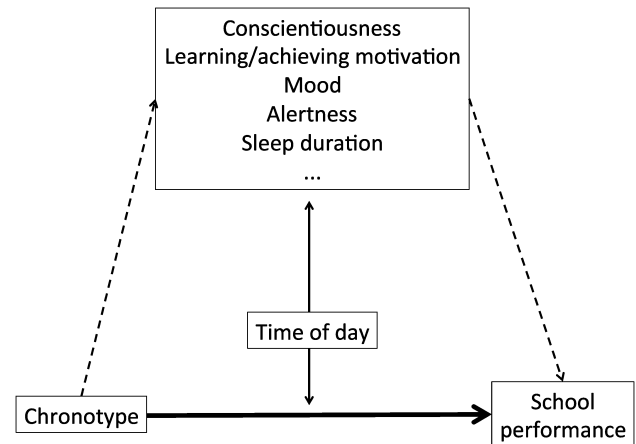 Conscientiousness
Learning/achieving motivation
Mood
Alertness
Sleep duration
...
Time of day
Chronotype
School
performance